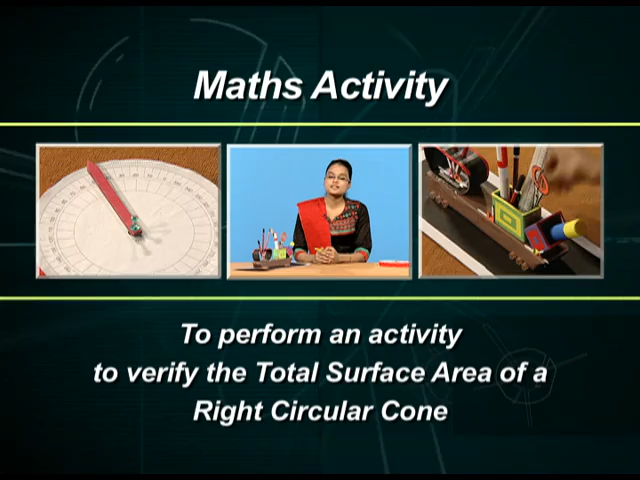 Maths Activity
To perform an activity
to verify the Total Surface Area of a
Right Circular Cone